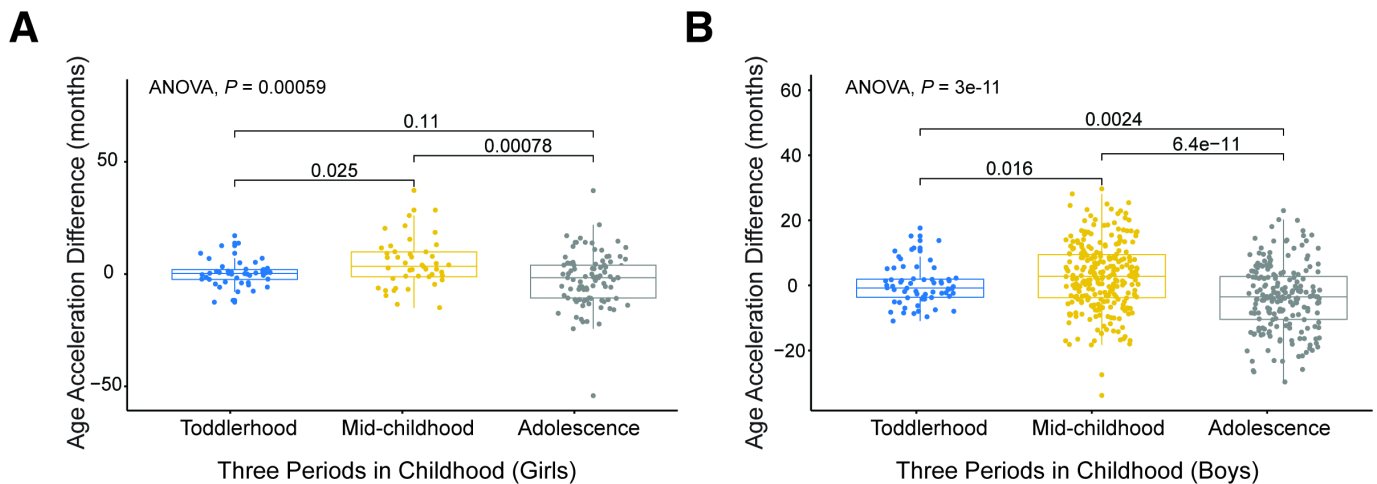 A
Age Acceleration Difference (months)
ANOVA, P = 0.00059
0.11
0.00078
0.025
50
0
−50
Toddlerhood
Mid-childhood
Adolescence
Three Periods in Childhood (Girls)
B
Age Acceleration Difference (months)
ANOVA, P = 3e-11
0.0024
6.4e−11
0.016
60
40
20
0
−20
Toddlerhood
Mid-childhood
Adolescence
Three Periods in Childhood (Boys)